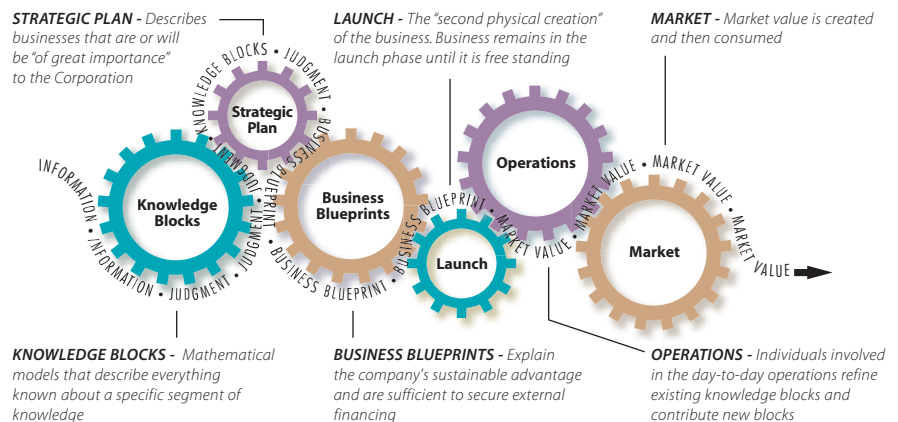 STRATEGIC PLAN - Describes
businesses that are or will
be “of great importance”
to the Corporation
LAUNCH - The “second physical creation”
of the business. Business remains in the
launch phase until it is free standing
MARKET - Market value is created
and then consumed
INFORMATION • INFORMATION • JUDGMENT • JUDGMENT • JUDGMENT • KNOWLEDGE BLOCKS • JUDGMENT • BUSINESS BLUEPRINT • BUSINESS BLUEPRINT • BUSINESS BLUEPRINT • MARKET VALUE • MARKET VALUE • MARKET VALUE • MARKET VALUE
Strategic
Plan
Knowledge
Blocks
Business
Blueprints
Launch
Operations
Market
KNOWLEDGE BLOCKS - Mathematical
models that describe everything
known about a specific segment of
knowledge
BUSINESS BLUEPRINTS - Explain
the company's sustainable advantage
and are sufficient to secure external
financing
OPERATIONS - Individuals involved
in the day-to-day operations refine
existing knowledge blocks and
contribute new blocks